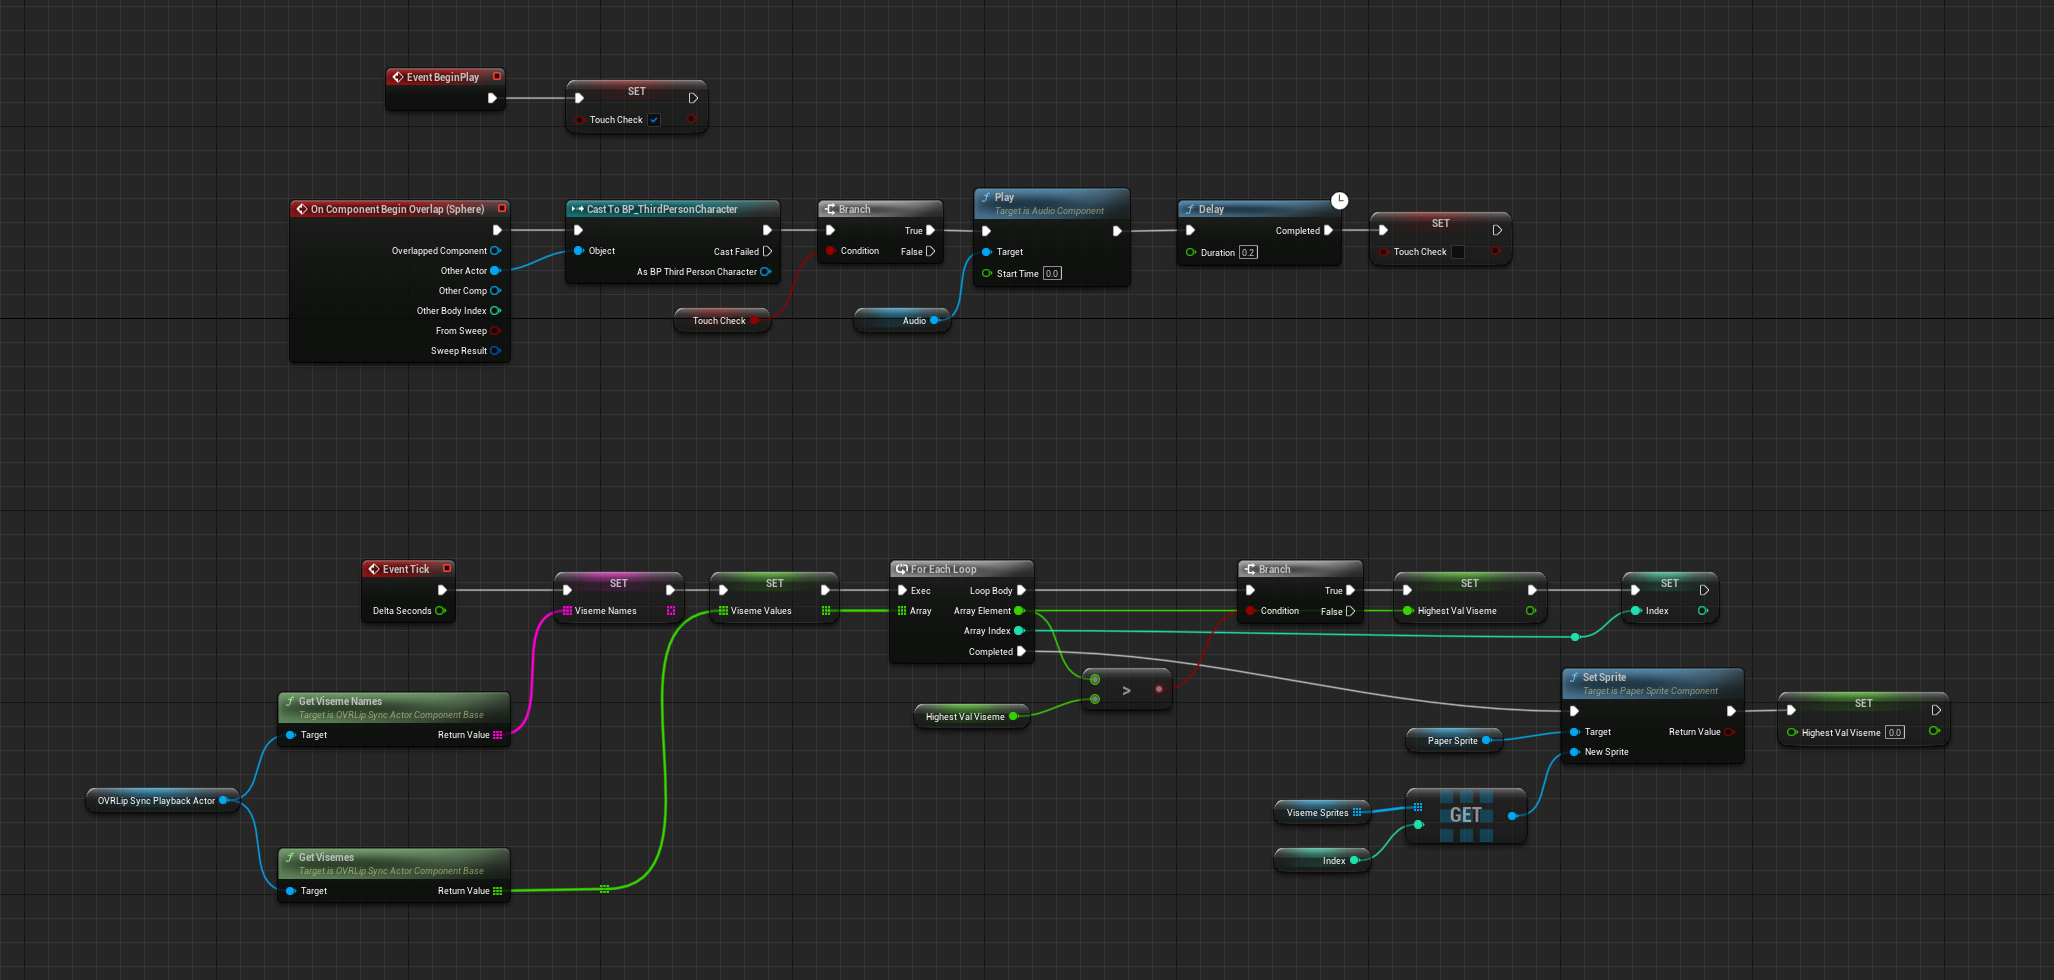 Event BeginPlay
SET
Touch Check
On Component Begin Overlap (Sphere)
Overlapped Component
Other Actor
Other Comp
Other Body Index
From Sweep
Sweep Result
Cast To BP_ThirdPersonCharacter
Object
Cast Failed
As BP Third Person Character
Branch
True
Condition
False
Touch Check
Play
Target is Audio Component
Target
Start Time 0.0
Audio
Delay
Completed
Duration 0.2
SET
Touch Check
Event Tick
Delta Seconds
SET
Viseme Names
SET
Viseme Values
For Each Loop
Exec
Loop Body
Array
Array Element
Array Index
Completed
Branch
True
Condition
False
SET
Highest Val Viseme
SET
Index
>
Highest Val Viseme
Get Viseme Names
Target is OVRLip Sync Actor Component Base
Target
Return Value
OVRLip Sync Playback Actor
Get Visemes
Target is OVRLip Sync Actor Component Base
Target
Return Value
Set Sprite
Target is Paper Sprite Component
Target
Return Value
New Sprite
Paper Sprite
Viseme Sprites
GET
Index
SET
Highest Val Viseme 0.0